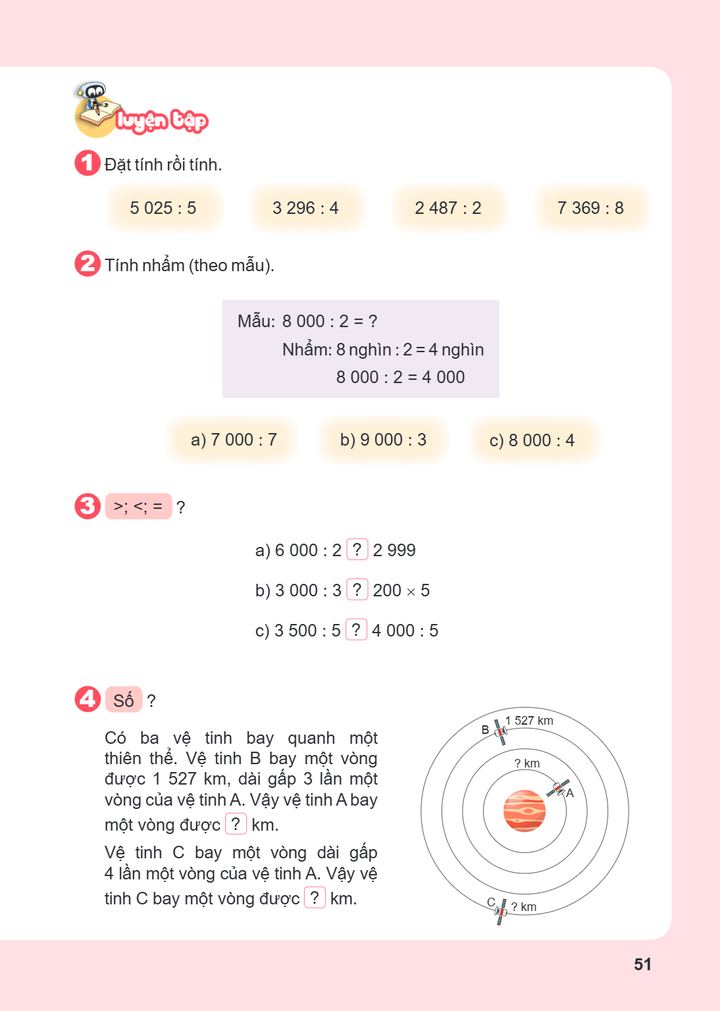 luyện tập
1 Đặt tính rồi tính.
5 025 : 5 3 296 : 4 2 487 : 2 7 369 : 8
2 Tính nhẩm (theo mẫu).
Mẫu: 8 000 : 2 = ?
Nhẩm: 8 nghìn : 2 = 4 nghìn
8 000 : 2 = 4 000
a) 7 000 : 7 b) 9 000 : 3 c) 8 000 : 4
3 >; <; = ?
a) 6 000 : 2 ? 2 999
b) 3 000 : 3 ? 200 × 5
c) 3 500 : 5 ? 4 000 : 5
4 Số ?
Có ba vệ tinh bay quanh một
thiên thể. Vệ tinh B bay một vòng
được 1 527 km, dài gấp 3 lần một
vòng của vệ tinh A. Vậy vệ tinh A bay
một vòng được ? km.
Vệ tinh C bay một vòng dài gấp
4 lần một vòng của vệ tinh A. Vậy vệ
tinh C bay một vòng được ? km.
B 1 527 km
? km
A
C ? km
51